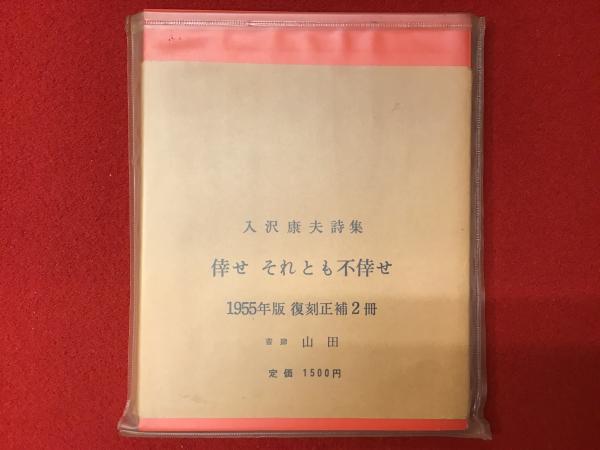 入沢康夫詩集
倖せ それとも不倖せ
1955年版 復刻正補2冊
書肆 山田
定価 1500円